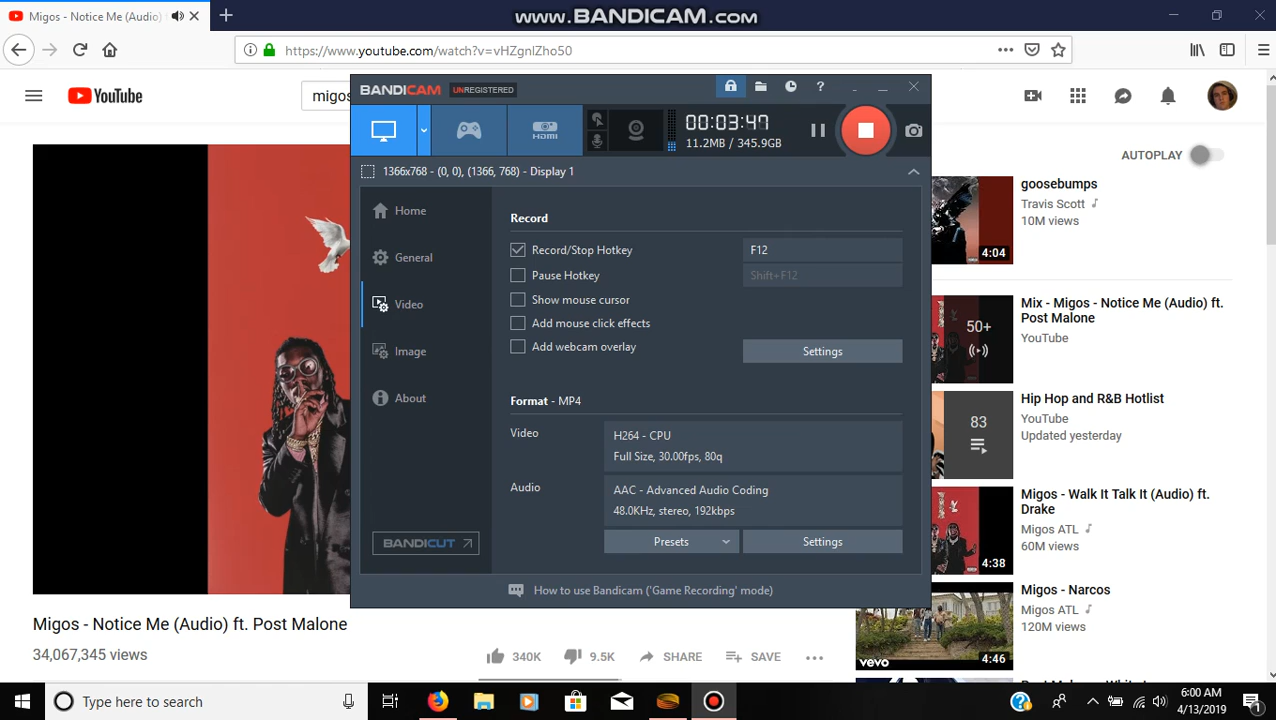 Migos - Notice Me (Audio)
www.BANDICAM.com
https://www.youtube.com/watch?v=vHZgnIZho50
YouTube
migos
BANDICAM
UNREGISTERED
?
HDMI
00:03:47
11.2MB / 345.9GB
1366x768 - (0, 0), (1366, 768) - Display 1
Home
General
Video
Image
About
BANDICUT
Record
Record/Stop Hotkey
F12
Pause Hotkey
Shift+F12
Show mouse cursor
Add mouse click effects
Add webcam overlay
Settings
Format - MP4
Video
H264 - CPU
Full Size, 30.00fps, 80q
Audio
AAC - Advanced Audio Coding
48.0KHz, stereo, 192kbps
Presets
Settings
How to use Bandicam ('Game Recording' mode)
Migos - Notice Me (Audio) ft. Post Malone
34,067,345 views
340K
9.5K
SHARE
SAVE
AUTOPLAY
goosebumps
Travis Scott
10M views
4:04
Mix - Migos - Notice Me (Audio) ft.
Post Malone
YouTube
50+
Hip Hop and R&B Hotlist
YouTube
Updated yesterday
83
Migos - Walk It Talk It (Audio) ft.
Drake
Migos ATL
60M views
4:38
Migos - Narcos
Migos ATL
120M views
vevo
4:46
Type here to search
6:00 AM
4/13/2019
1